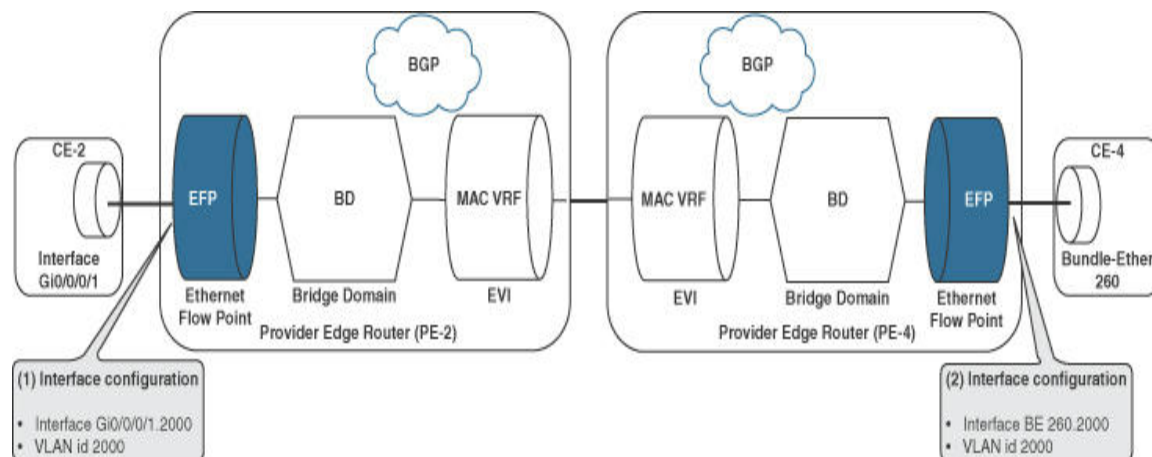 BGP
BGP
CE-2
EFP
BD
MAC VRF
MAC VRF
BD
EFP
CE-4
Interface
Gi0/0/0/1
Ethernet
Flow Point
Bridge Domain
EVI
EVI
Bridge Domain
Ethernet
Flow Point
Bundle-Ether
260
Provider Edge Router (PE-2)
Provider Edge Router (PE-4)
(1) Interface configuration
• Interface Gi0/0/0/1.2000
• VLAN id 2000
(2) Interface configuration
• Interface BE 260.2000
• VLAN id 2000